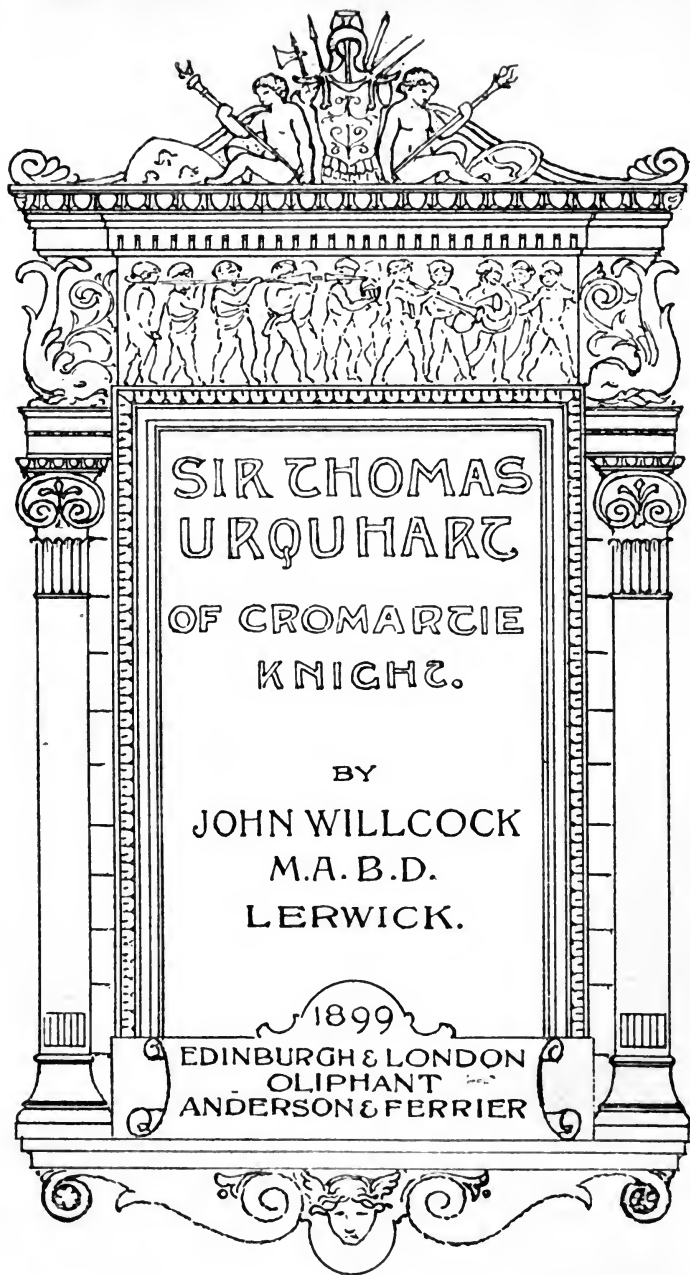 SIR THOMAS
URQUHART
OF CROMARTIE
KNIGHT.
BY
JOHN WILLCOCK
M.A. B.D.
LERWICK.
1899
EDINBURGH & LONDON
OLIPHANT
ANDERSON & FERRIER